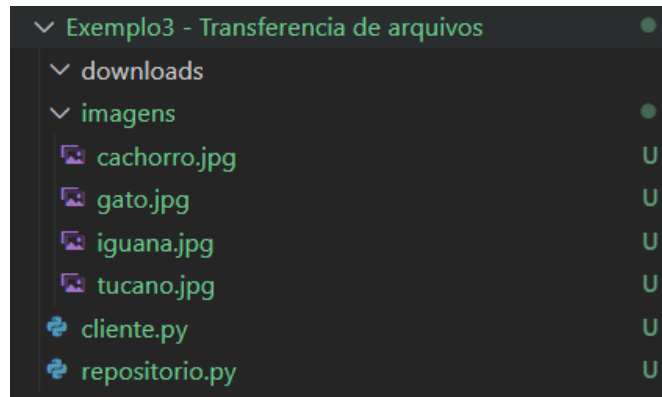 Exemplo3 - Transferencia de arquivos
downloads
imagens
cachorro.jpg U
gato.jpg U
iguana.jpg U
tucano.jpg U
cliente.py U
repositorio.py U